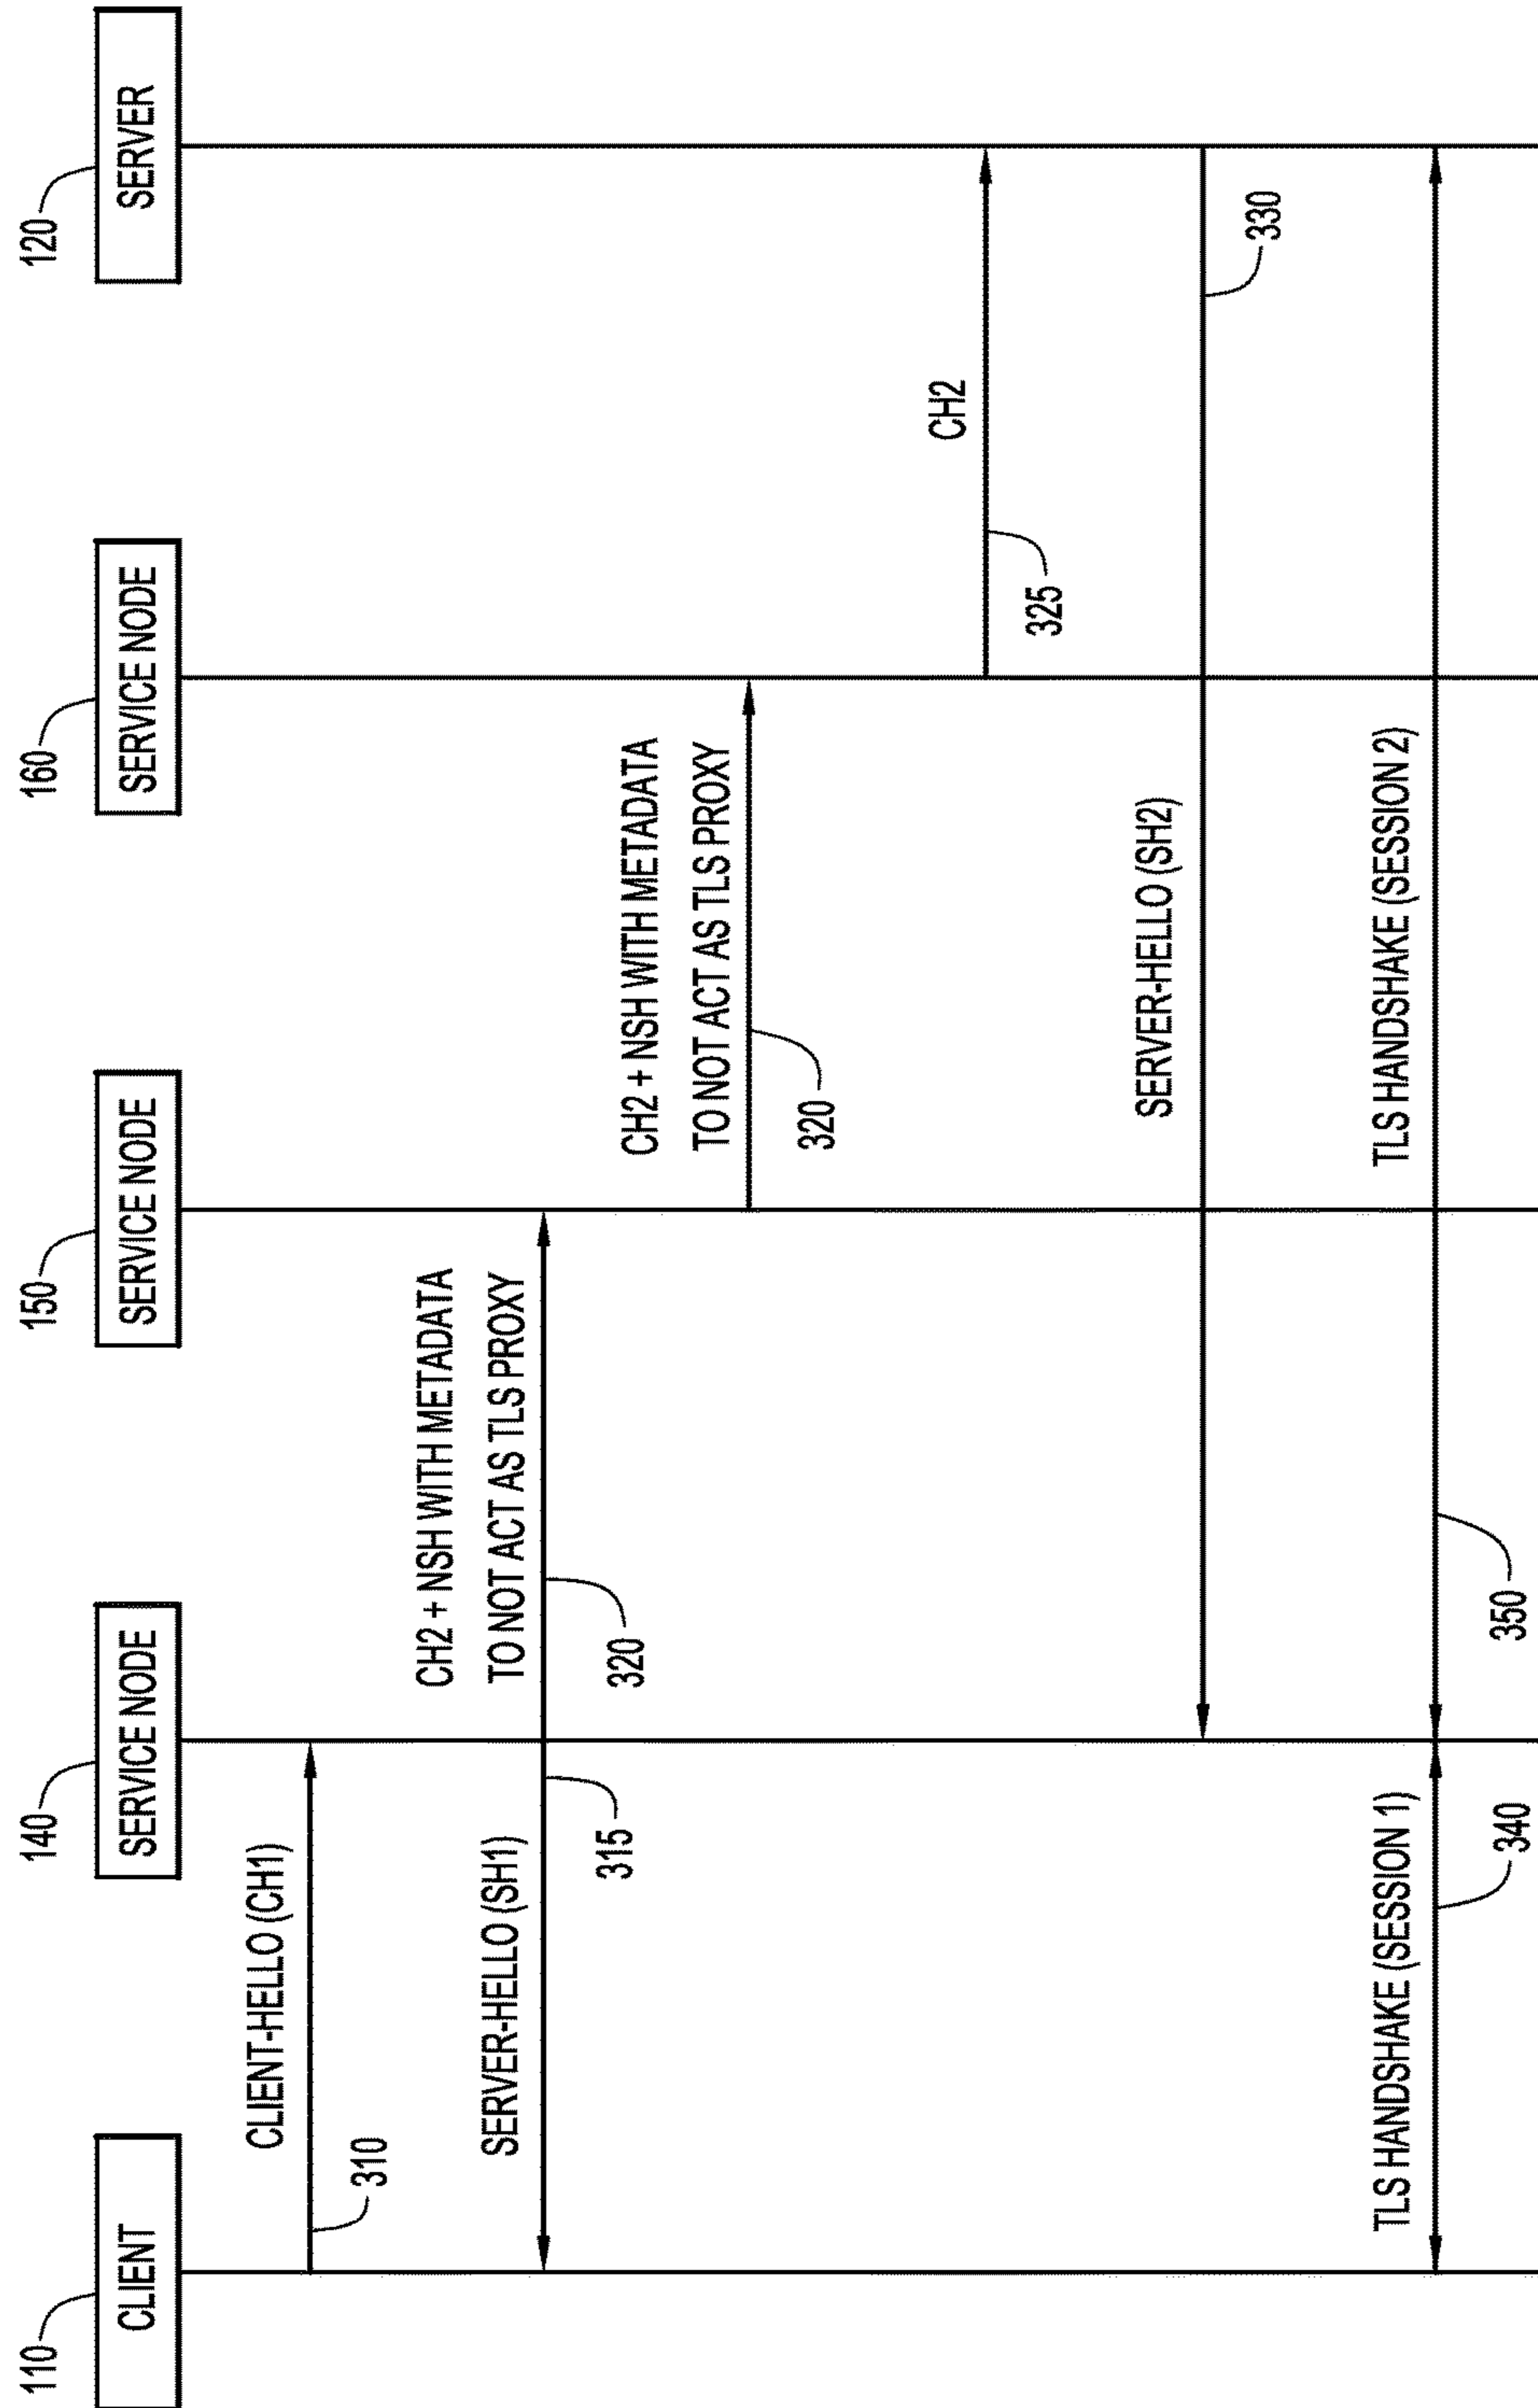 110
CLIENT
140
SERVICE NODE
150
SERVICE NODE
160
SERVICE NODE
120
SERVER
CLIENT-HELLO (CH1)
310
SERVER-HELLO (SH1)
315
CH2 + NSH WITH METADATA
TO NOT ACT AS TLS PROXY
320
CH2 + NSH WITH METADATA
TO NOT ACT AS TLS PROXY
320
CH2
325
SERVER-HELLO (SH2)
330
TLS HANDSHAKE (SESSION 1)
340
TLS HANDSHAKE (SESSION 2)
350